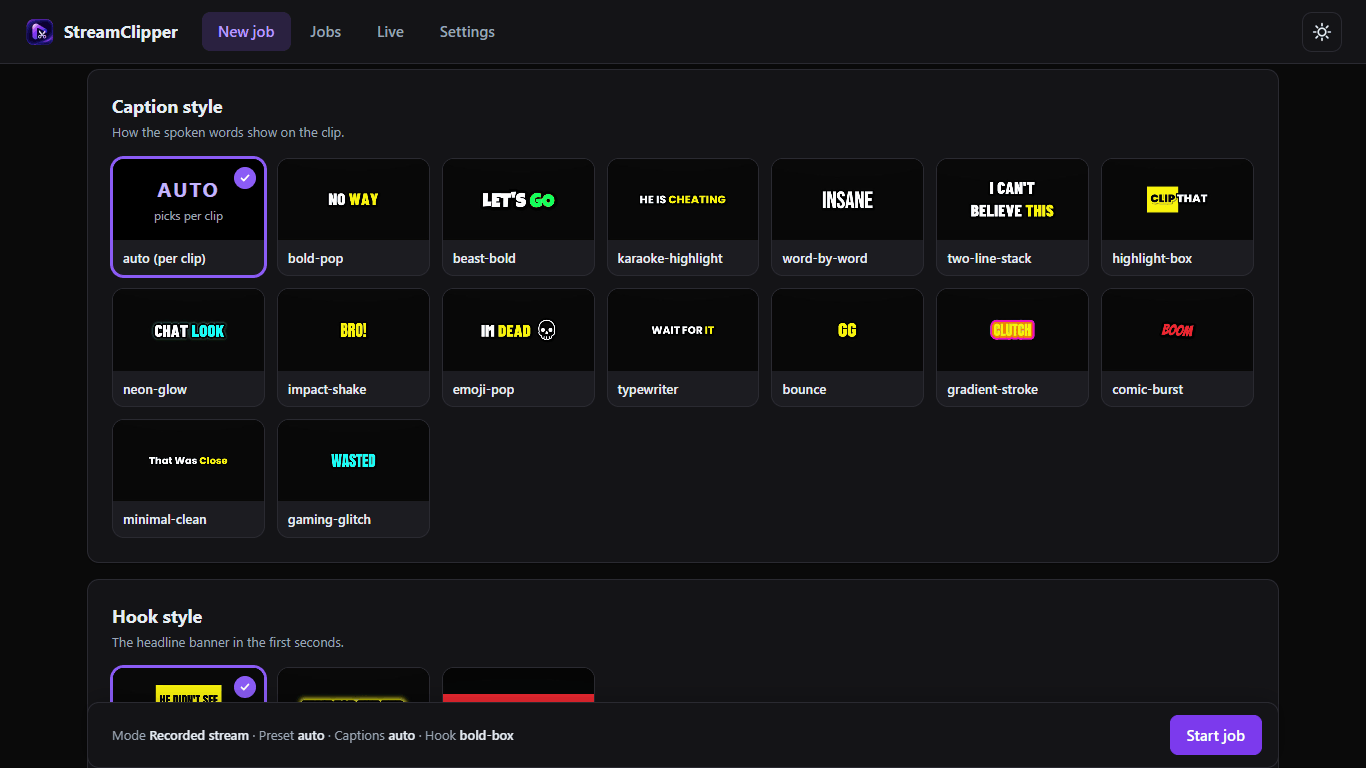 StreamClipper
New job
Jobs
Live
Settings
Caption style
How the spoken words show on the clip.
AUTO
picks per clip
auto (per clip)
NO WAY
bold-pop
LET'S GO
beast-bold
HE IS CHEATING
karaoke-highlight
INSANE
word-by-word
I CAN'T
BELIEVE THIS
two-line-stack
CLIP THAT
highlight-box
CHAT LOOK
neon-glow
BRO!
impact-shake
IM DEAD
emoji-pop
WAIT FOR IT
typewriter
GG
bounce
CLUTCH
gradient-stroke
BOOM
comic-burst
That Was Close
minimal-clean
WASTED
gaming-glitch
Hook style
The headline banner in the first seconds.
HE DIDN'T SEE
Mode Recorded stream · Preset auto · Captions auto · Hook bold-box
Start job